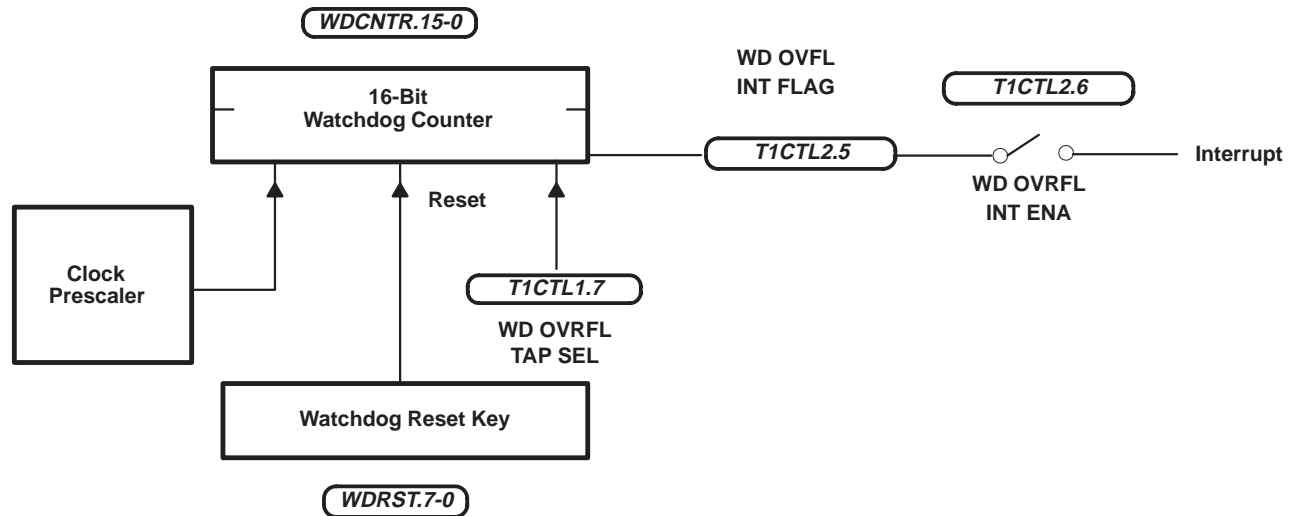 WDCNTR.15-0
16-Bit
Watchdog Counter
WD OVFL
INT FLAG
T1CTL2.6
T1CTL2.5
Interrupt
WD OVRFL
INT ENA
Reset
Clock
Prescaler
T1CTL1.7
WD OVRFL
TAP SEL
Watchdog Reset Key
WDRST.7-0